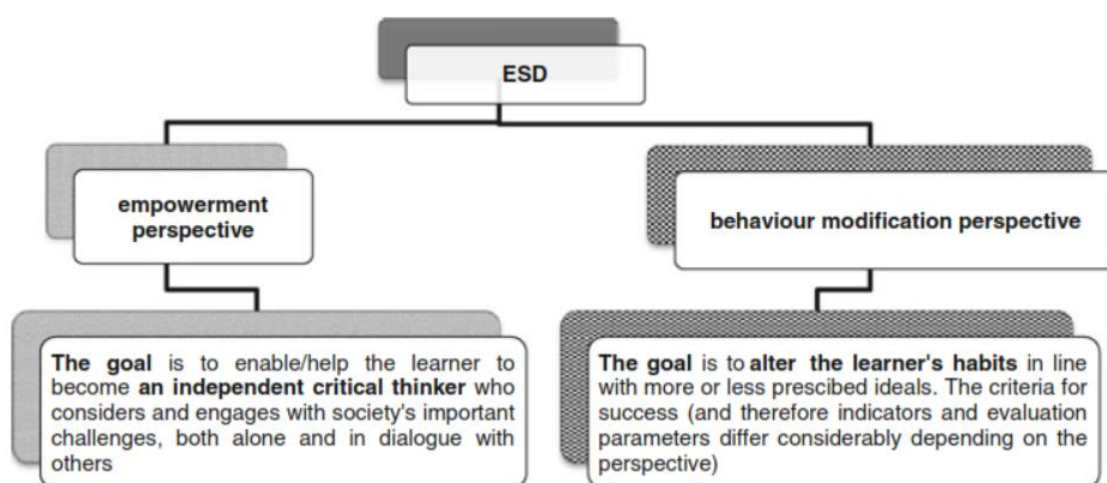 ESD
empowerment
perspective
behaviour modification perspective
The goal is to enable/help the learner to
become an independent critical thinker who
considers and engages with society's important
challenges, both alone and in dialogue with
others
The goal is to alter the learner's habits in line
with more or less prescibed ideals. The criteria for
success (and therefore indicators and evaluation
parameters differ considerably depending on the
perspective)